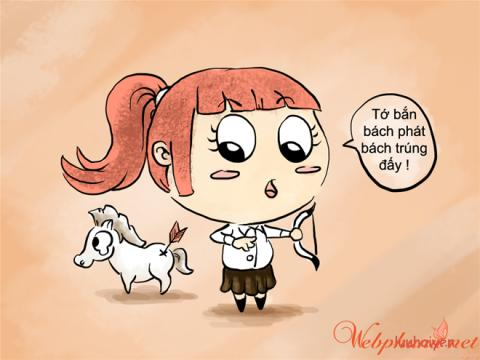 Tớ bắn
bách phát
bách trúng
đấy !